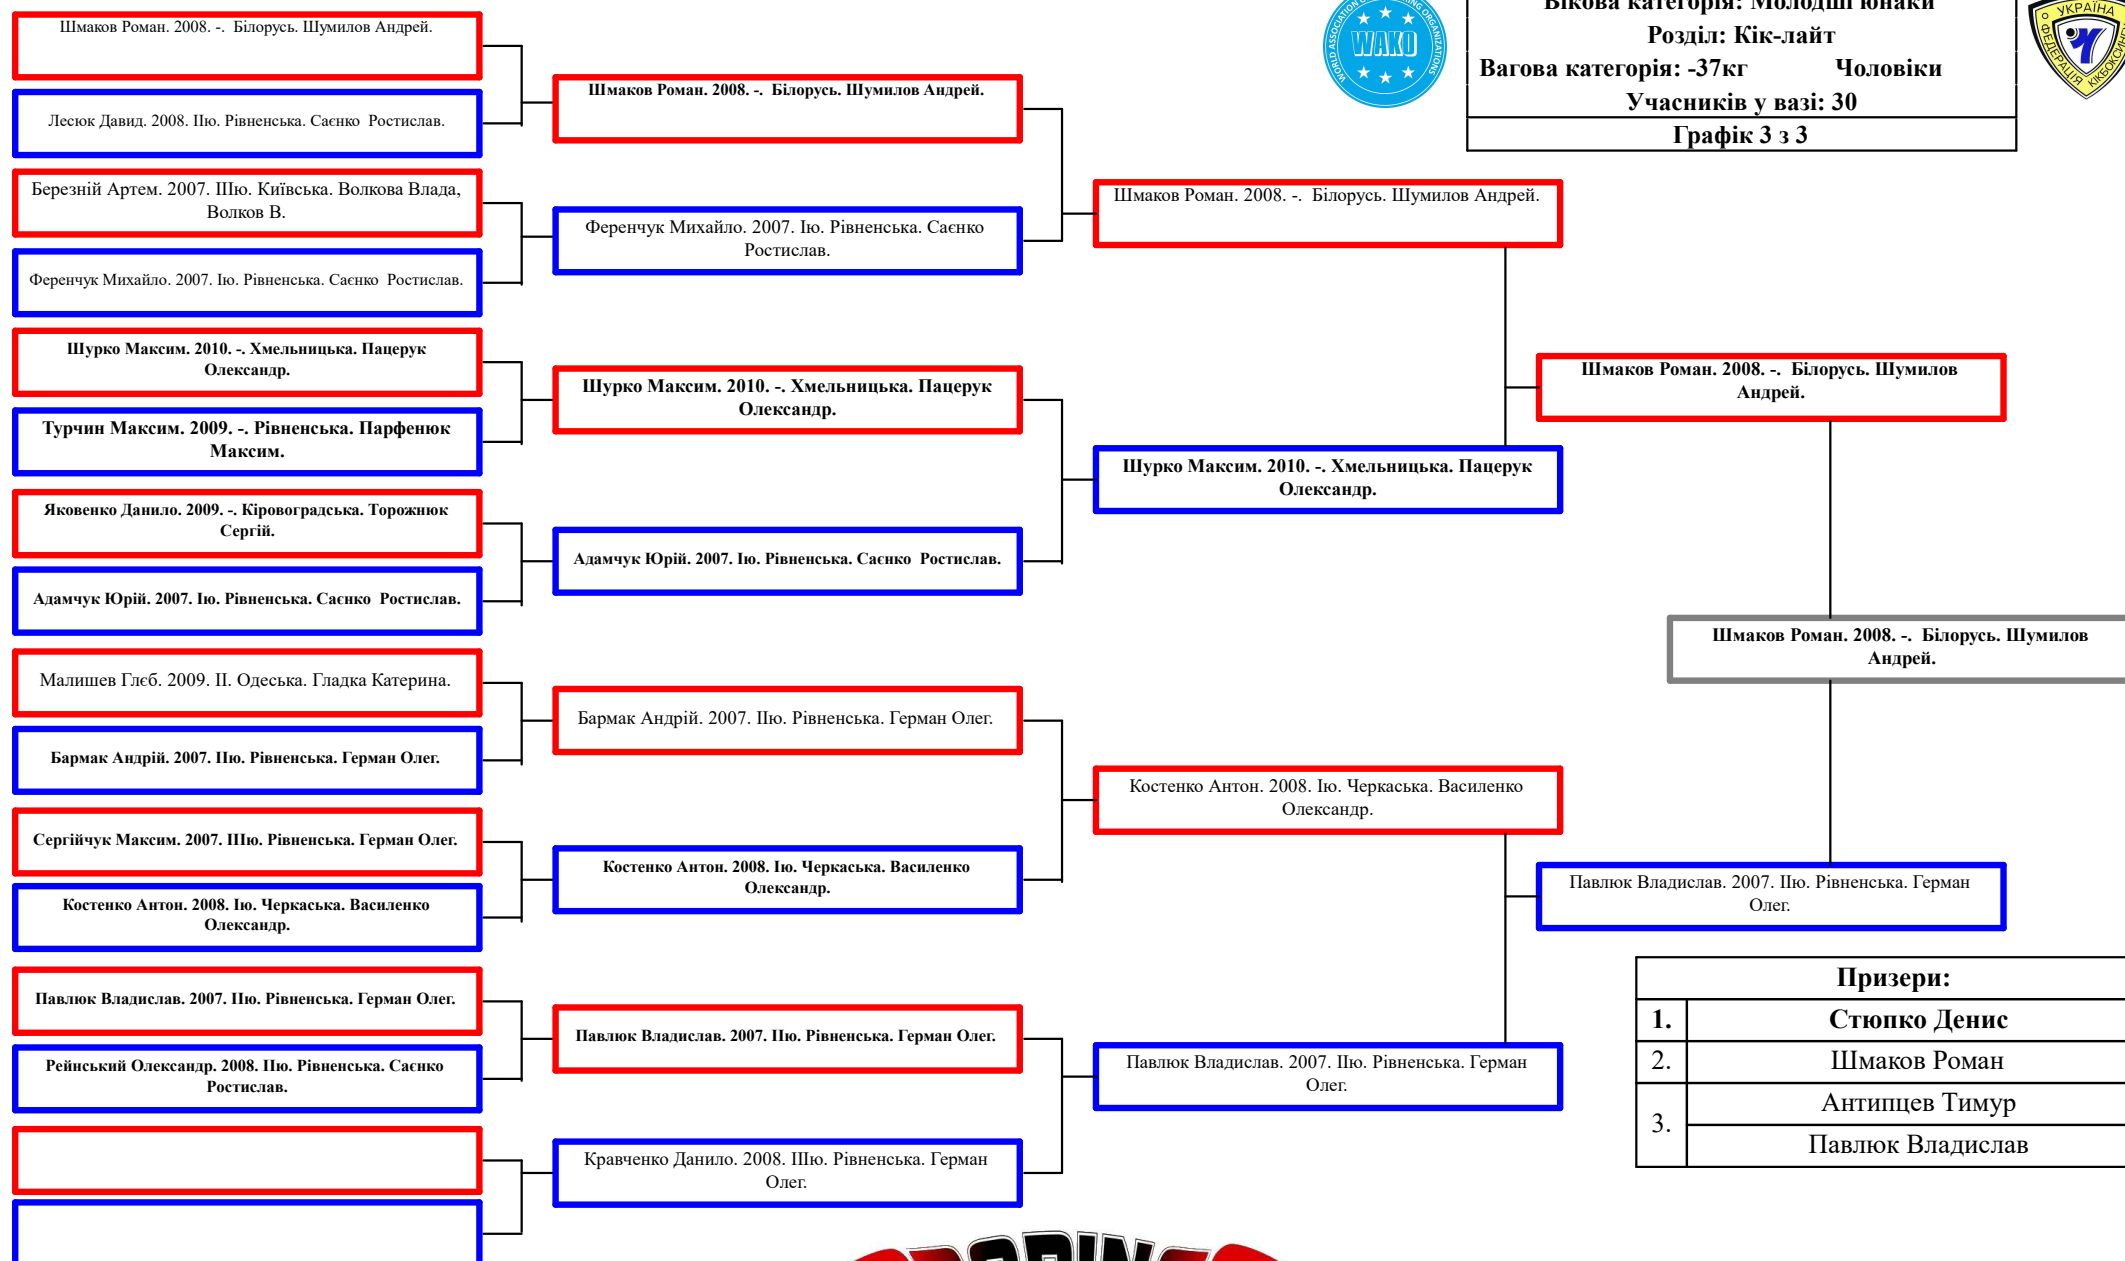 Шмаков Роман. 2008. -.  Білорусь. Шумилов Андрей.
Лесюк Давид. 2008. ІІю. Рівненська. Саєнко  Ростислав.
Березній Артем. 2007. ІІІю. Київська. Волкова Влада,
Волков В.
Ференчук Михайло. 2007. Ію. Рівненська. Саєнко  Ростислав.
Шурко Максим. 2010. -. Хмельницька. Пацерук
Олександр.
Турчин Максим. 2009. -. Рівненська. Парфенюк
Максим.
Яковенко Данило. 2009. -. Кіровоградська. Торожнюк
Сергій.
Адамчук Юрій. 2007. Ію. Рівненська. Саєнко  Ростислав.
Малишев Глєб. 2009. ІІ. Одеська. Гладка Катерина.
Бармак Андрій. 2007. ІІю. Рівненська. Герман Олег.
Сергійчук Максим. 2007. ІІІю. Рівненська. Герман Олег.
Костенко Антон. 2008. Ію. Черкаська. Василенко
Олександр.
Павлюк Владислав. 2007. ІІю. Рівненська. Герман Олег.
Рейнський Олександр. 2008. ІІю. Рівненська. Саєнко
Ростислав.
Шмаков Роман. 2008. -.  Білорусь. Шумилов Андрей.
Ференчук Михайло. 2007. Ію. Рівненська. Саєнко
Ростислав.
Шурко Максим. 2010. -. Хмельницька. Пацерук
Олександр.
Адамчук Юрій. 2007. Ію. Рівненська. Саєнко  Ростислав.
Бармак Андрій. 2007. ІІю. Рівненська. Герман Олег.
Костенко Антон. 2008. Ію. Черкаська. Василенко
Олександр.
Павлюк Владислав. 2007. ІІю. Рівненська. Герман Олег.
Кравченко Данило. 2008. ІІІю. Рівненська. Герман
Олег.
Шмаков Роман. 2008. -.  Білорусь. Шумилов Андрей.
Шурко Максим. 2010. -. Хмельницька. Пацерук
Олександр.
Костенко Антон. 2008. Ію. Черкаська. Василенко
Олександр.
Павлюк Владислав. 2007. ІІю. Рівненська. Герман
Олег.
WAKO
Вікова категорія: Молодші юнаки
Розділ: Кік-лайт
Вагова категорія: -37кг Чоловіки
Учасників у вазі: 30
Графік 3 з 3
УКРАЇНА
ФЕДЕРАЦІЯ
Шмаков Роман. 2008. -.  Білорусь. Шумилов
Андрей.
Шмаков Роман. 2008. -.  Білорусь. Шумилов
Андрей.
Павлюк Владислав. 2007. ІІю. Рівненська. Герман
Олег.
Призери:
1. Стюпко Денис
2. Шмаков Роман
3. Антипцев Тимур
Павлюк Владислав